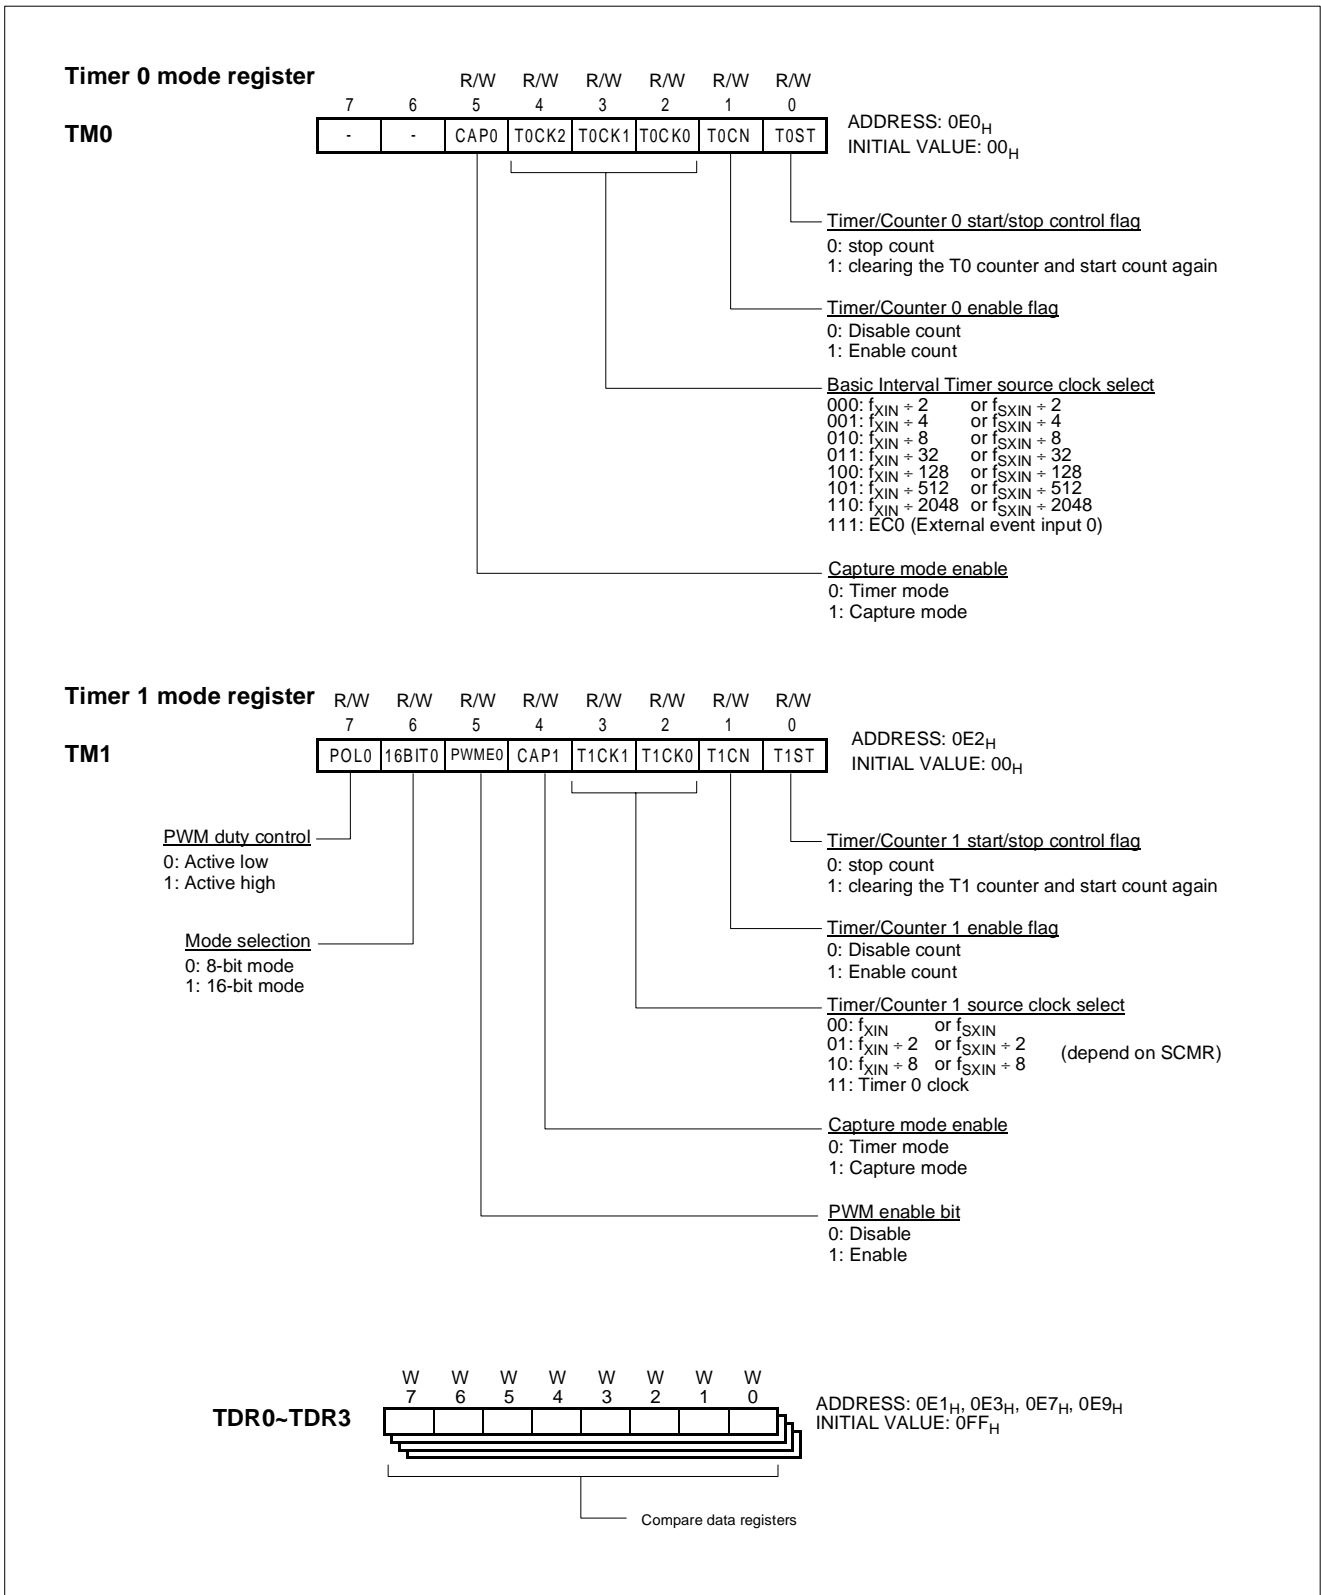 Timer 0 mode register
R/W R/W R/W R/W R/W R/W
7 6 5 4 3 2 1 0
TM0
- - CAP0 T0CK2 T0CK1 T0CK0 T0CN T0ST
ADDRESS: 0E0H
INITIAL VALUE: 00H
Timer/Counter 0 start/stop control flag
0: stop count
1: clearing the T0 counter and start count again
Timer/Counter 0 enable flag
0: Disable count
1: Enable count
Basic Interval Timer source clock select
000: fXIN ÷ 2 or fSXIN ÷ 2
001: fXIN ÷ 4 or fSXIN ÷ 4
010: fXIN ÷ 8 or fSXIN ÷ 8
011: fXIN ÷ 32 or fSXIN ÷ 32
100: fXIN ÷ 128 or fSXIN ÷ 128
101: fXIN ÷ 512 or fSXIN ÷ 512
110: fXIN ÷ 2048 or fSXIN ÷ 2048
111: EC0 (External event input 0)
Capture mode enable
0: Timer mode
1: Capture mode
Timer 1 mode register
R/W R/W R/W R/W R/W R/W R/W R/W
7 6 5 4 3 2 1 0
TM1
POL0 16BIT0 PWME0 CAP1 T1CK1 T1CK0 T1CN T1ST
ADDRESS: 0E2H
INITIAL VALUE: 00H
PWM duty control
0: Active low
1: Active high
Mode selection
0: 8-bit mode
1: 16-bit mode
Timer/Counter 1 start/stop control flag
0: stop count
1: clearing the T1 counter and start count again
Timer/Counter 1 enable flag
0: Disable count
1: Enable count
Timer/Counter 1 source clock select
00: fXIN or fSXIN
01: fXIN ÷ 2 or fSXIN ÷ 2
10: fXIN ÷ 8 or fSXIN ÷ 8
(depend on SCMR)
11: Timer 0 clock
Capture mode enable
0: Timer mode
1: Capture mode
PWM enable bit
0: Disable
1: Enable
W W W W W W W W
7 6 5 4 3 2 1 0
TDR0~TDR3
ADDRESS: 0E1H, 0E3H, 0E7H, 0E9H
INITIAL VALUE: 0FFH
Compare data registers